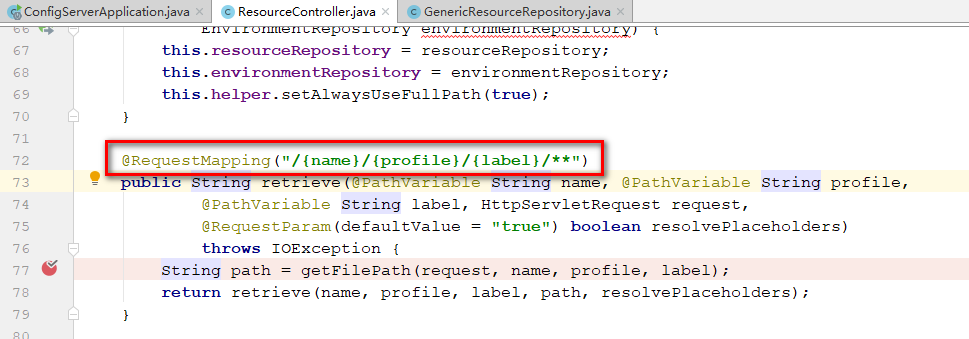 ConfigServerApplication.java × ResourceController.java × GenericResourceRepository.java ×
66 EnvironmentRepository environmentRepository) {
67 this.resourceRepository = resourceRepository;
68 this.environmentRepository = environmentRepository;
69 this.helper.setAlwaysUseFullPath(true);
70 }
71
72 @RequestMapping("/{name}/{profile}/{label}/**")
73 public String retrieve(@PathVariable String name, @PathVariable String profile,
74 @PathVariable String label, HttpServletRequest request,
75 @RequestParam(defaultValue = "true") boolean resolvePlaceholders)
76 throws IOException {
77 String path = getFilePath(request, name, profile, label);
78 return retrieve(name, profile, label, path, resolvePlaceholders);
79 }
80